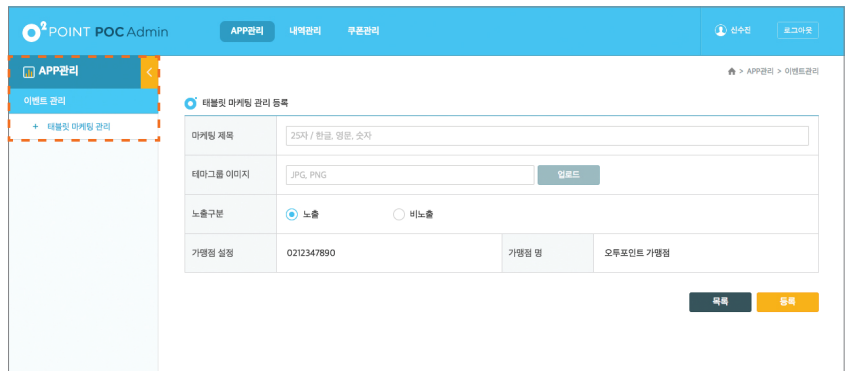 O2 POINT POC Admin
APP관리 내역관리 쿠폰관리
신수진 로그아웃
APP관리
이벤트 관리
+ 태블릿 마케팅 관리
> APP관리 > 이벤트관리
태블릿 마케팅 관리 등록
마케팅 제목 25자 / 한글, 영문, 숫자
테마그룹 이미지 JPG, PNG 업로드
노출구분 노출 비노출
가맹점 설정 0212347890 가맹점 명 오투포인트 가맹점
목록 등록